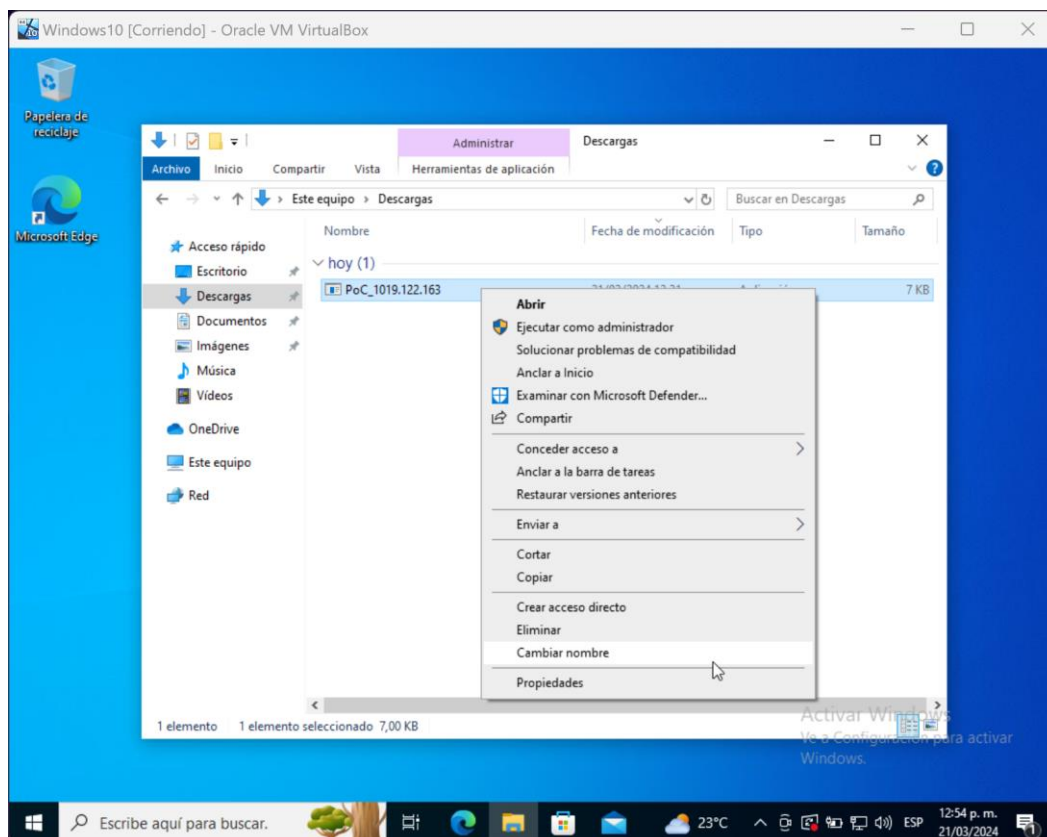 Windows10 [Corriendo] - Oracle VM VirtualBox
Papelera de
reciclaje
Microsoft Edge
Administrar
Descargas
Archivo Inicio Compartir Vista Herramientas de aplicación
Este equipo > Descargas
Buscar en Descargas
Nombre Fecha de modificación Tipo Tamaño
hoy (1)
PoC_1019.122.163 7 KB
Acceso rápido
Escritorio
Descargas
Documentos
Imágenes
Música
Vídeos
OneDrive
Este equipo
Red
Abrir
Ejecutar como administrador
Solucionar problemas de compatibilidad
Anclar a Inicio
Examinar con Microsoft Defender...
Compartir
Conceder acceso a
Anclar a la barra de tareas
Restaurar versiones anteriores
Enviar a
Cortar
Copiar
Crear acceso directo
Eliminar
Cambiar nombre
Propiedades
1 elemento 1 elemento seleccionado 7,00 KB
Activar Windows
Ve a Configuración para activar
Windows.
Escribe aquí para buscar.
23°C
ESP
12:54 p. m.
21/03/2024
1